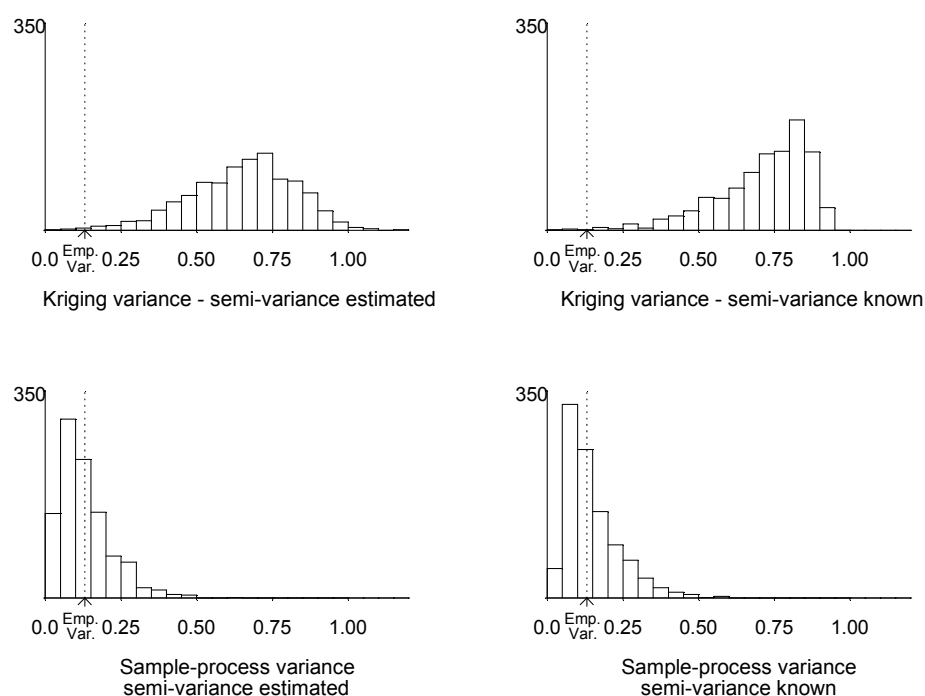 350
0.0 Emp. Var. 0.25 0.50 0.75 1.00
Kriging variance - semi-variance estimated
350
0.0 Emp. Var. 0.25 0.50 0.75 1.00
Kriging variance - semi-variance known
350
0.0 Emp. Var. 0.25 0.50 0.75 1.00
Sample-process variance
semi-variance estimated
350
0.0 Emp. Var. 0.25 0.50 0.75 1.00
Sample-process variance
semi-variance known